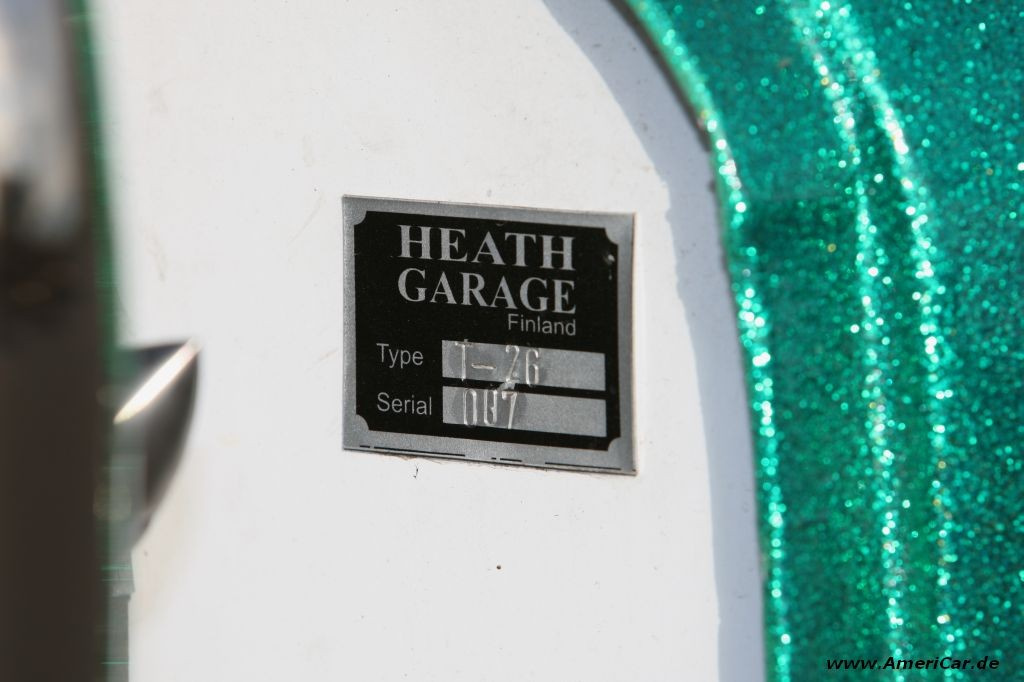 HEATH
GARAGE
Finland
Type T-26
Serial 007
www.AmeriCar.de